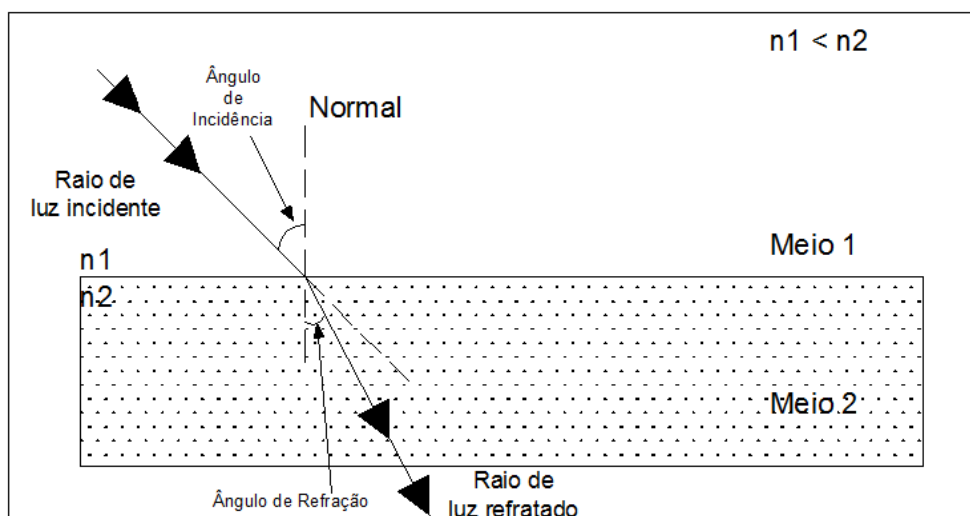 n1 < n2
Ângulo
de
Incidência
Normal
Raio de
luz incidente
Meio 1
n1
n2
Meio 2
Ângulo de Refração
Raio de
luz refratado